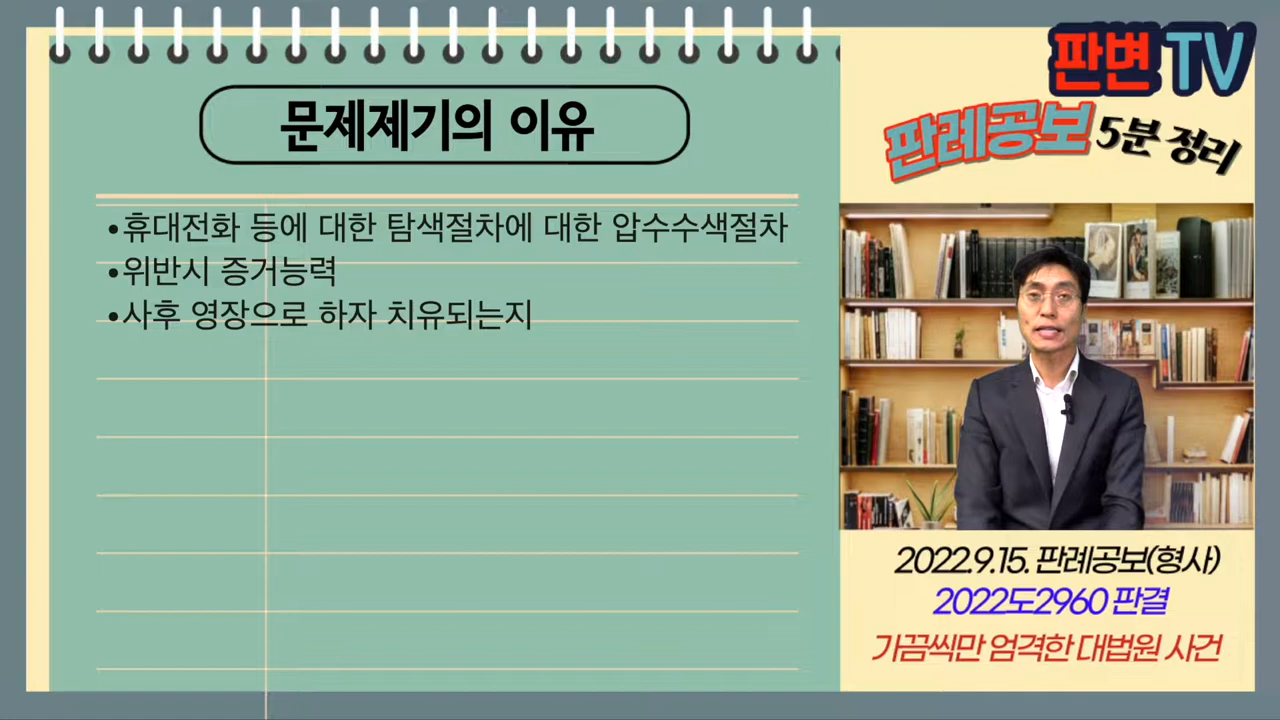 문제제기의 이유
•휴대전화 등에 대한 탐색절차에 대한 압수수색절차
•위반시 증거능력
•사후 영장으로 하자 치유되는지
판변 TV
판례공보 5분 정리
2022.9.15. 판례공보(형사)
2022도2960 판결
가끔씩만 엄격한 대법원 사건